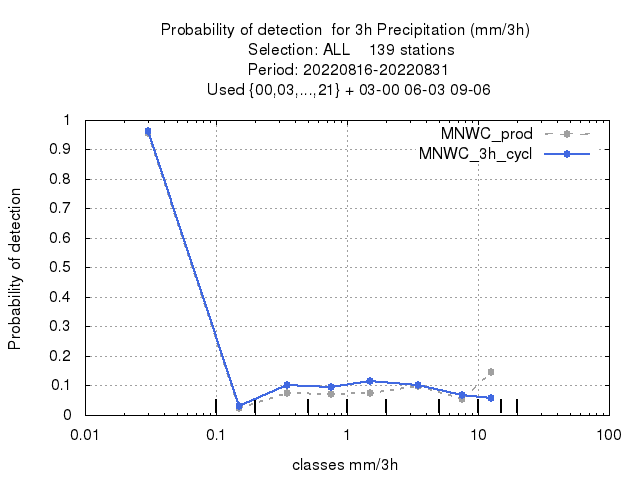 Probability of detection  for 3h Precipitation (mm/3h)
Selection: ALL    139 stations
Period: 20220816-20220831
Used {00,03,...,21} + 03-00 06-03 09-06
MNWC_prod
MNWC_3h_cycl
1
0.9
0.8
0.7
0.6
0.5
0.4
0.3
0.2
0.1
0
Probability of detection
0.01 0.1 1 10 100
classes mm/3h